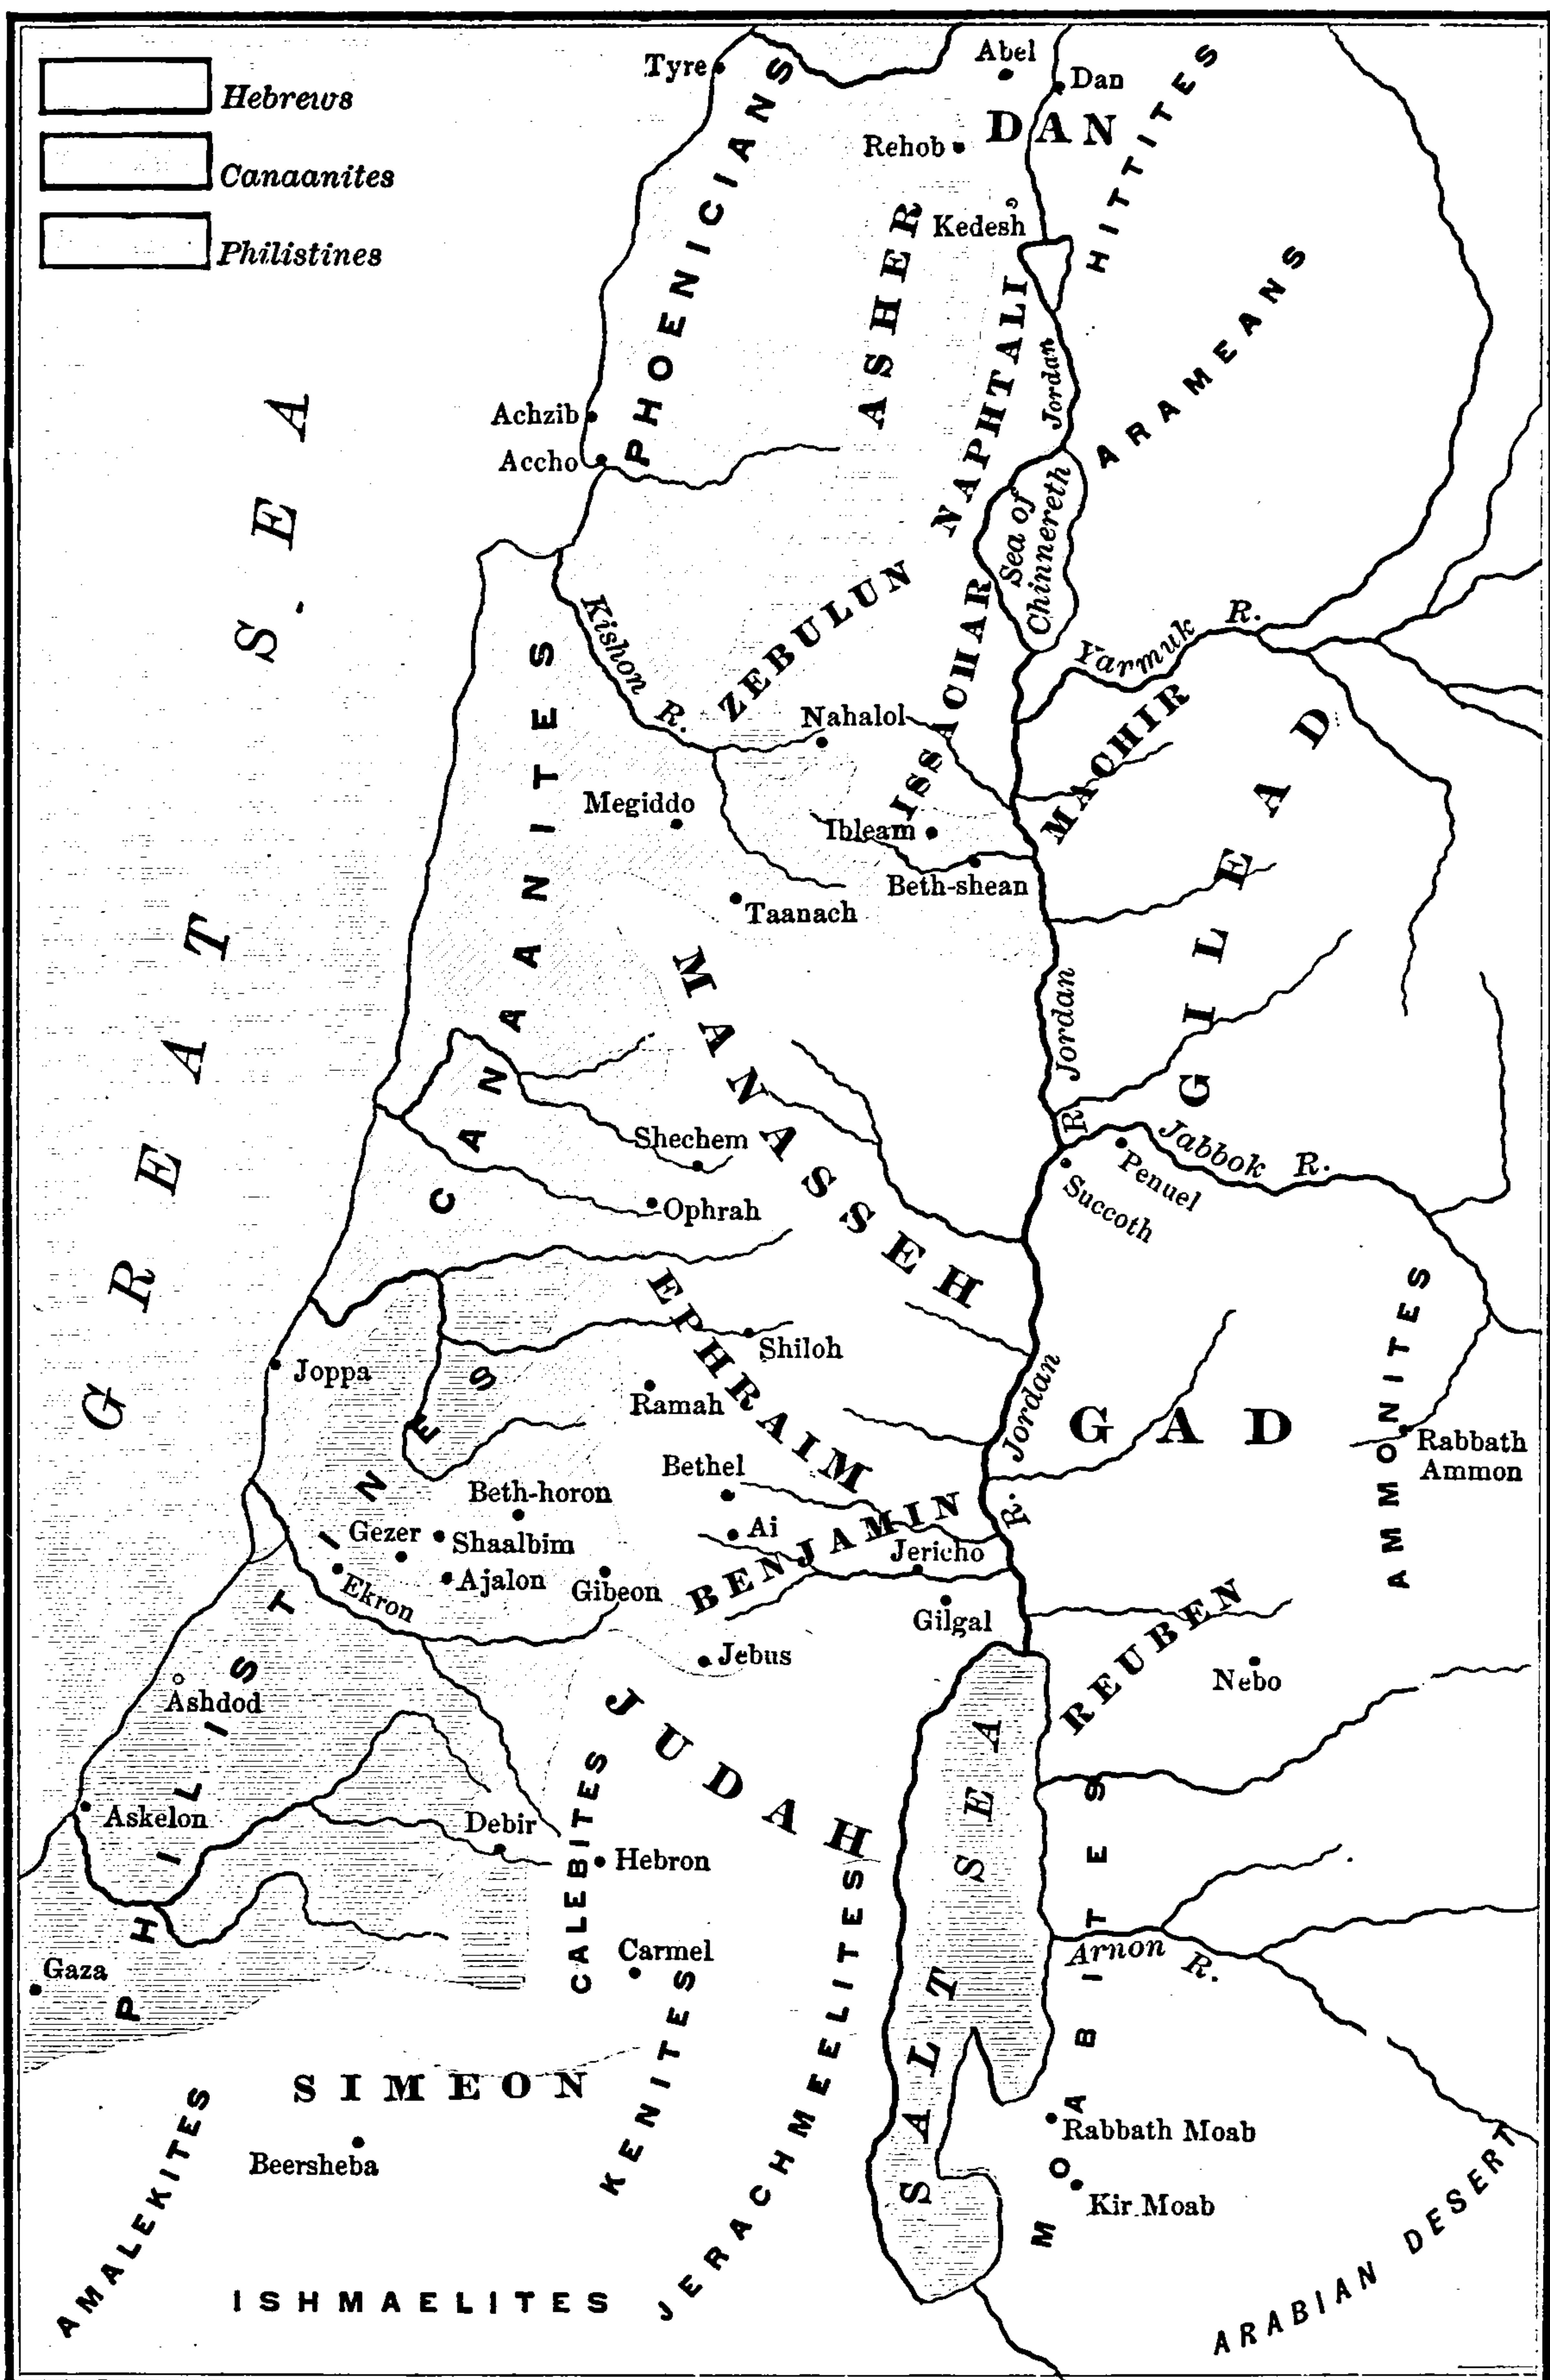 Hebrews
Canaanites
Philistines
Tyre
Abel
Dan
DAN
Rehob
Kedesh
HITTITES
PHOENICIANS
ASHER
NAPHTALI
Jordan
ARAMEANS
Achzib
Accho
Sea of
Chinnereth
GREAT SEA
Kishon R.
ZEBULUN
ISSACHAR
Yarmuk R.
Nahalol
MACHIR
GILEAD
Megiddo
Ibleam
Beth-shean
Taanach
CANAANITES
MANASSEH
Jordan R.
Shechem
Ophrah
Jabbok R.
Penuel
Succoth
EPHRAIM
Shiloh
Joppa
Ramah
Jordan R.
GAD
AMMONITES
Rabbath
Ammon
Bethel
Beth-horon
Gezer
Shaalbim
Ai
BENJAMIN
Jericho
Ekron
Ajalon
Gibeon
Gilgal
Jebus
REUBEN
Nebo
PHILISTINES
Ashdod
JUDAH
SALT SEA
Askelon
Debir
CALEBITES
Hebron
Carmel
Gaza
Arnon R.
MOABITES
SIMEON
KENITES
JERACHMEELITES
Beersheba
AMALEKITES
Rabbath Moab
Kir Moab
ISHMAELITES
ARABIAN DESERT